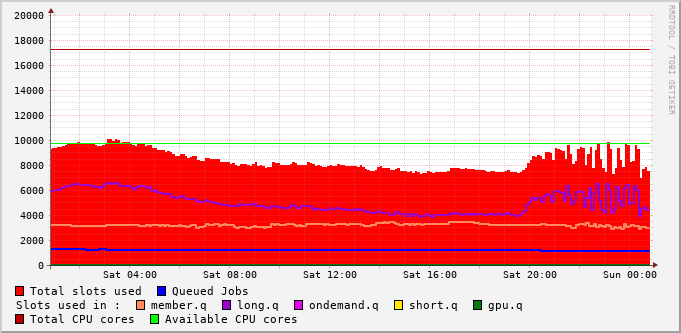 RRDTOOL / TOBI OETIKER
20000
18000
16000
14000
12000
10000
8000
6000
4000
2000
0
Sat 04:00 Sat 08:00 Sat 12:00 Sat 16:00 Sat 20:00 Sun 00:00
Total slots used Queued Jobs
Slots used in : member.q long.q ondemand.q short.q gpu.q
Total CPU cores Available CPU cores